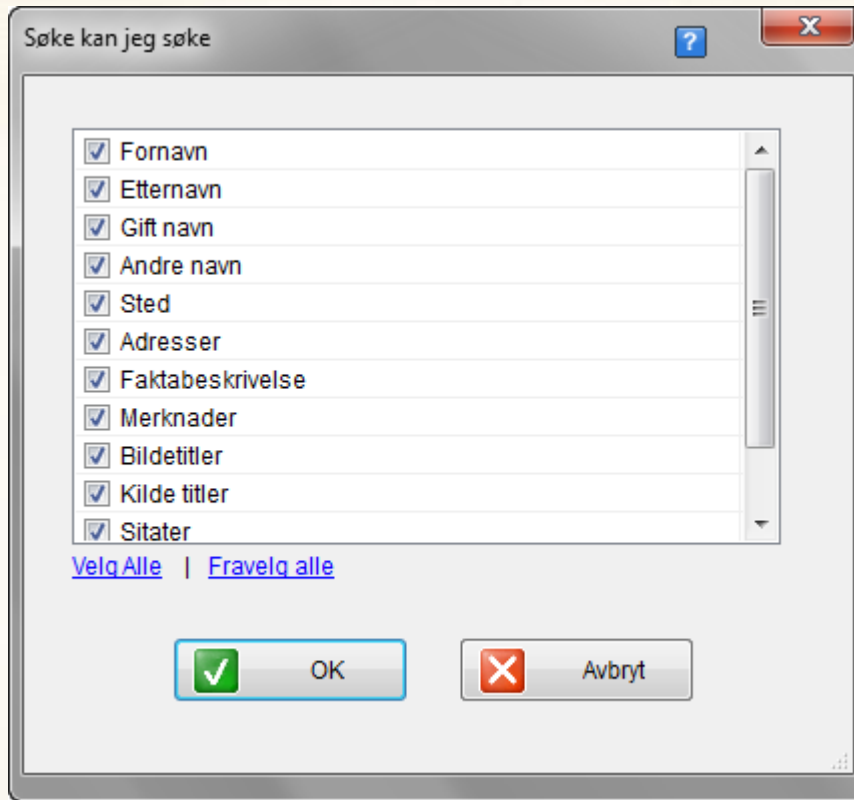 Søke kan jeg søke
?
Fornavn
Etternavn
Gift navn
Andre navn
Sted
Adresser
Faktabeskrivelse
Merknader
Bildetitler
Kilde titler
Sitater
Velg Alle | Fravelg alle
OK Avbryt